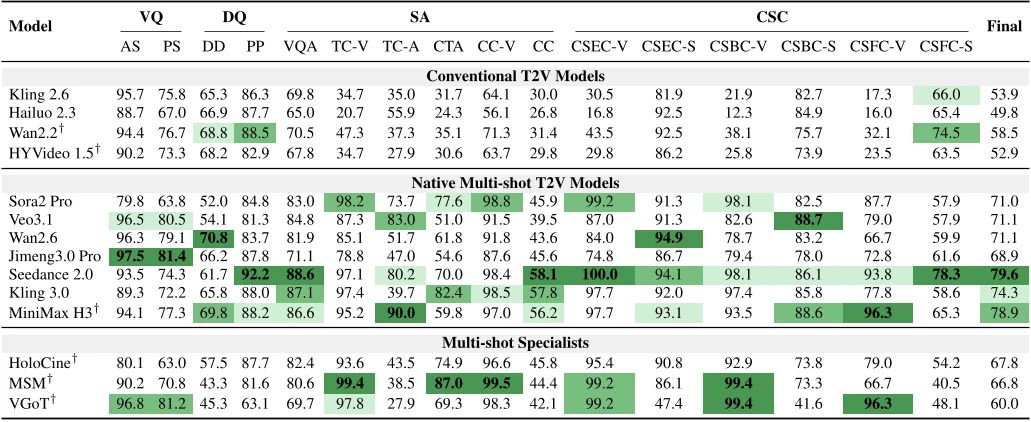 Model VQ DQ SA CSC Final
AS PS DD PP VQA TC-V TC-A CTA CC-V CC CSEC-V CSEC-S CSBC-V CSBC-S CSFC-V CSFC-S
Conventional T2V Models
Kling 2.6 95.7 75.8 65.3 86.3 69.8 34.7 35.0 31.7 64.1 30.0 30.5 81.9 21.9 82.7 17.3 66.0 53.9
Hailuo 2.3 88.7 67.0 66.9 87.7 65.0 20.7 55.9 24.3 56.1 26.8 16.8 92.5 12.3 84.9 16.0 65.4 49.8
Wan2.2† 94.4 76.7 68.8 88.5 70.5 47.3 37.3 35.1 71.3 31.4 43.5 92.5 38.1 75.7 32.1 74.5 58.5
HYVideo 1.5† 90.2 73.3 68.2 82.9 67.8 34.7 27.9 30.6 63.7 29.8 29.8 86.2 25.8 73.9 23.5 63.5 52.9
Native Multi-shot T2V Models
Sora2 Pro 79.8 63.8 52.0 84.8 83.0 98.2 73.7 77.6 98.8 45.9 99.2 91.3 98.1 82.5 87.7 57.9 71.0
Veo3.1 96.5 80.5 54.1 81.3 84.8 87.3 83.0 51.0 91.5 39.5 87.0 91.3 82.6 88.7 79.0 57.9 71.1
Wan2.6 96.3 79.1 70.8 83.7 81.9 85.1 51.7 61.8 91.8 43.6 84.0 94.9 78.7 83.2 66.7 59.9 71.1
Jimeng3.0 Pro 97.5 81.4 66.2 87.8 71.1 78.8 47.0 54.6 87.6 45.6 74.8 86.7 79.4 78.0 72.8 61.6 68.9
Seedance 2.0 93.5 74.3 61.7 92.2 88.6 97.1 80.2 70.0 98.4 58.1 100.0 94.1 98.1 86.1 93.8 78.3 79.6
Kling 3.0 89.3 72.2 65.8 88.0 87.1 97.4 39.7 82.4 98.5 57.8 97.7 92.0 97.4 85.8 77.8 58.6 74.3
MiniMax H3† 94.1 77.3 69.8 88.2 86.6 95.2 90.0 59.8 97.0 56.2 97.7 93.1 93.5 88.6 96.3 65.3 78.9
Multi-shot Specialists
HoloCine† 80.1 63.0 57.5 87.7 82.4 93.6 43.5 74.9 96.6 45.8 95.4 90.8 92.9 73.8 79.0 54.2 67.8
MSM† 90.2 70.8 43.3 81.6 80.6 99.4 38.5 87.0 99.5 44.4 99.2 86.1 99.4 73.3 66.7 40.5 66.8
VGoT† 96.8 81.2 45.3 63.1 69.7 97.8 27.9 69.3 98.3 42.1 99.2 47.4 99.4 41.6 96.3 48.1 60.0